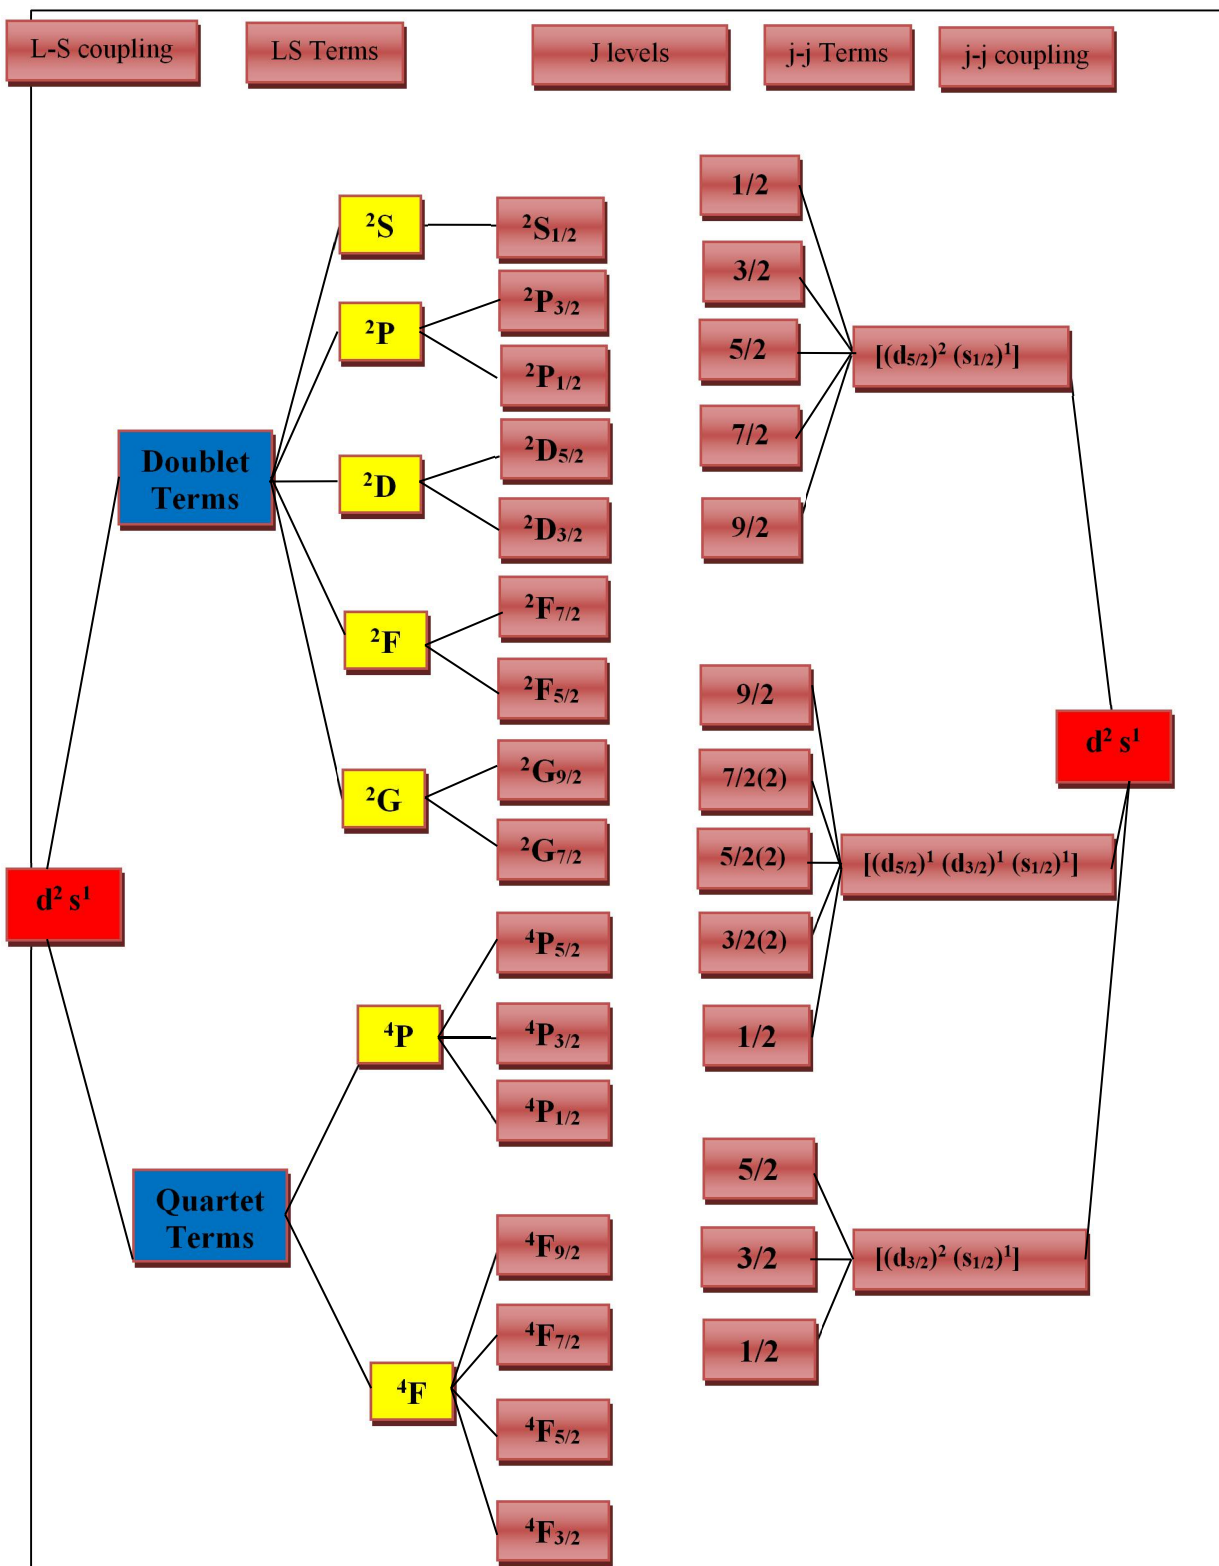 L-S coupling
LS Terms
J levels
j-j Terms
j-j coupling
²S
²S₁/₂
²P
²P₃/₂
²P₁/₂
Doublet
Terms
²D
²D₅/₂
²D₃/₂
²F
²F₇/₂
²F₅/₂
²G
²G₉/₂
²G₇/₂
d² s¹
⁴P
⁴P₅/₂
⁴P₃/₂
⁴P₁/₂
Quartet
Terms
⁴F
⁴F₉/₂
⁴F₇/₂
⁴F₅/₂
⁴F₃/₂
1/2
3/2
5/2
7/2
9/2
[(d₅/₂)² (s₁/₂)¹]
9/2
7/2(2)
5/2(2)
3/2(2)
1/2
[(d₅/₂)¹ (d₃/₂)¹ (s₁/₂)¹]
5/2
3/2
1/2
[(d₃/₂)² (s₁/₂)¹]
d² s¹